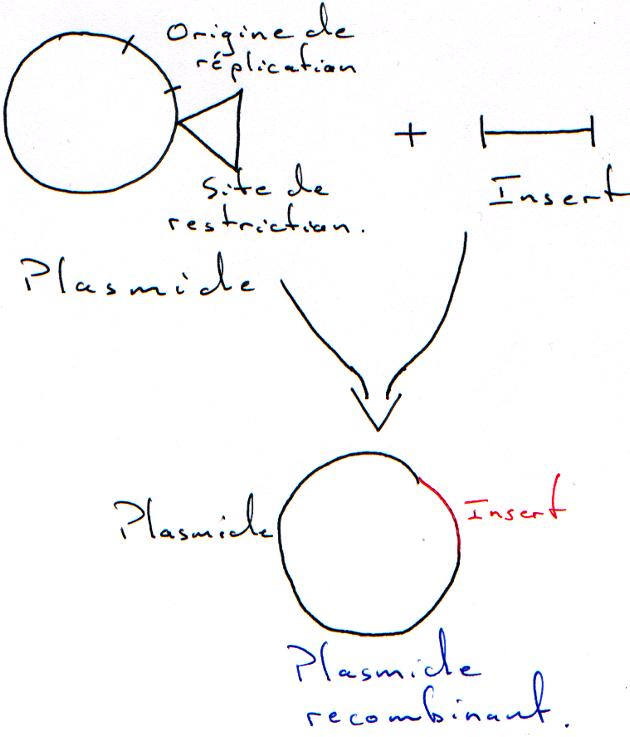 Origine de
réplication
+
Insert
Site de
restriction.
Plasmide
Plasmide
Insert
Plasmide
recombinant.